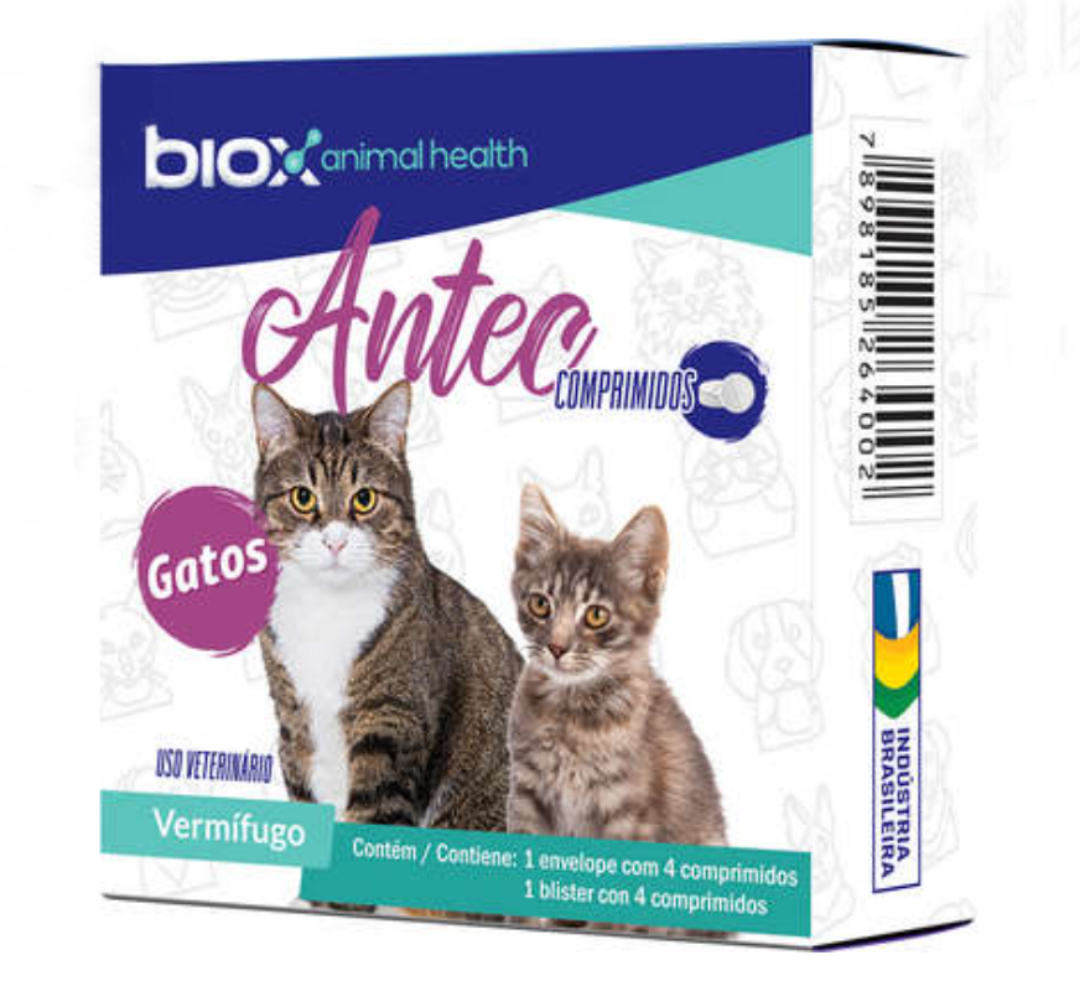 biox animal health
Antec
COMPRIMIDOS
Gatos
USO VETERINÁRIO
Vermífugo
Contém / Contiene: 1 envelope com 4 comprimidos
1 blister con 4 comprimidos
7 898185 264002
INDÚSTRIA
BRASILEIRA